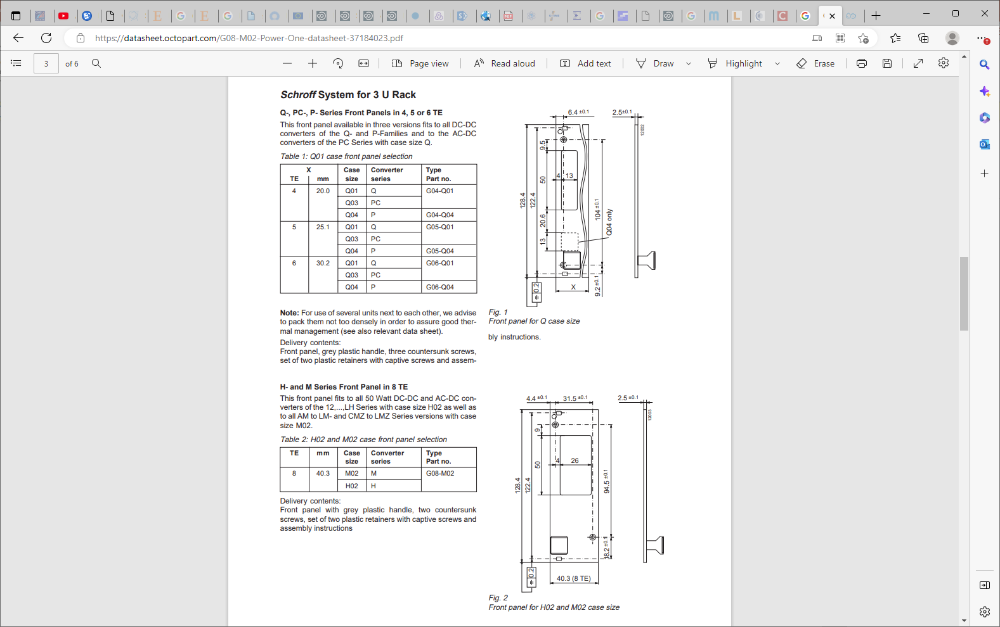 https://datasheet.octopart.com/G08-M02-Power-One-datasheet-37184023.pdf
3 of 6
Page view
Read aloud
Add text
Draw
Highlight
Erase
Schroff System for 3 U Rack
Q-, PC-, P- Series Front Panels in 4, 5 or 6 TE
This front panel available in three versions fits to all DC-DC
converters of the Q- and P-Families and to the AC-DC
converters of the PC Series with case size Q.
Table 1: Q01 case front panel selection
X Case Converter Type
TE mm size series Part no.
4 20.0 Q01 Q G04-Q01
Q03 PC
Q04 P G04-Q04
5 25.1 Q01 Q G05-Q01
Q03 PC
Q04 P G05-Q04
6 30.2 Q01 Q G06-Q01
Q03 PC
Q04 P G06-Q04
Note: For use of several units next to each other, we advise
to pack them not too densely in order to assure good ther-
mal management (see also relevant data sheet).
Delivery contents:
Front panel, grey plastic handle, three countersunk screws,
set of two plastic retainers with captive screws and assem-
6.4 ±0.1
2.5±0.1
12002
9.5
4 13
50
128.4
122.4
104 ±0.1
20.6
Q04 only
13
0.2
X
9.2 ±0.1
Fig. 1
Front panel for Q case size
bly instructions.
H- and M Series Front Panel in 8 TE
This front panel fits to all 50 Watt DC-DC and AC-DC con-
verters of the 12,...,LH Series with case size H02 as well as
to all AM to LM- and CMZ to LMZ Series versions with case
size M02.
Table 2: H02 and M02 case front panel selection
TE mm Case Converter Type
size series Part no.
8 40.3 M02 M G08-M02
H02 H
Delivery contents:
Front panel with grey plastic handle, two countersunk
screws, set of two plastic retainers with captive screws and
assembly instructions
4.4 ±0.1
31.5 ±0.1
2.5 ±0.1
12003
9
4 26
50
128.4
122.4
94.5 ±0.1
18.2 ±0.1
0.2
40.3 (8 TE)
Fig. 2
Front panel for H02 and M02 case size